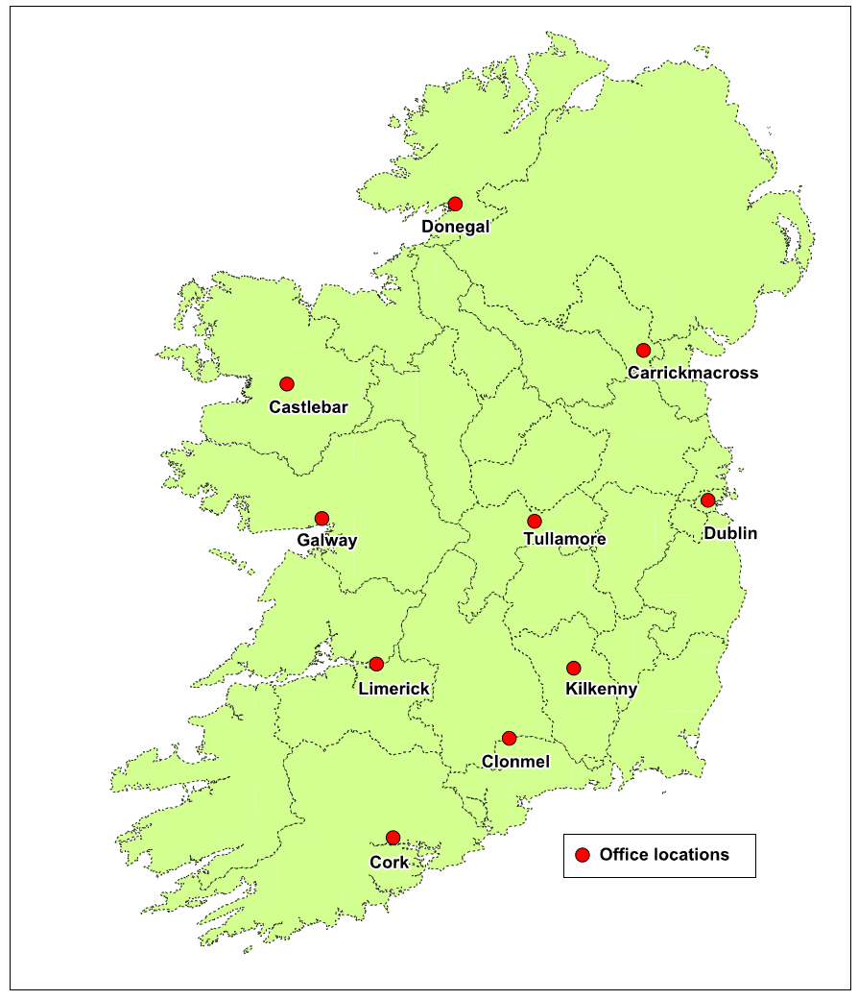 Donegal
Carrickmacross
Castlebar
Dublin
Galway
Tullamore
Limerick
Kilkenny
Clonmel
Office locations
Cork